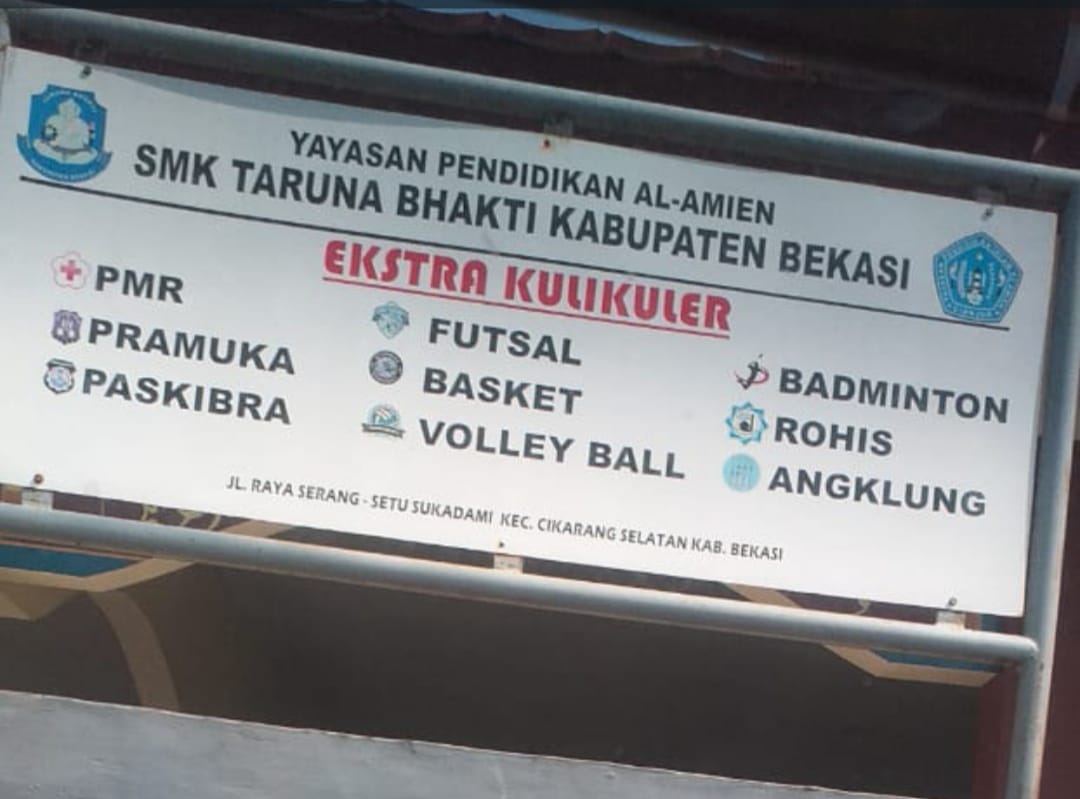 YAYASAN PENDIDIKAN AL-AMIEN
SMK TARUNA BHAKTI KABUPATEN BEKASI
EKSTRA KULIKULER
PMR
PRAMUKA
PASKIBRA
FUTSAL
BASKET
VOLLEY BALL
BADMINTON
ROHIS
ANGKLUNG
JL. RAYA SERANG - SETU SUKADAMI KEC. CIKARANG SELATAN KAB. BEKASI